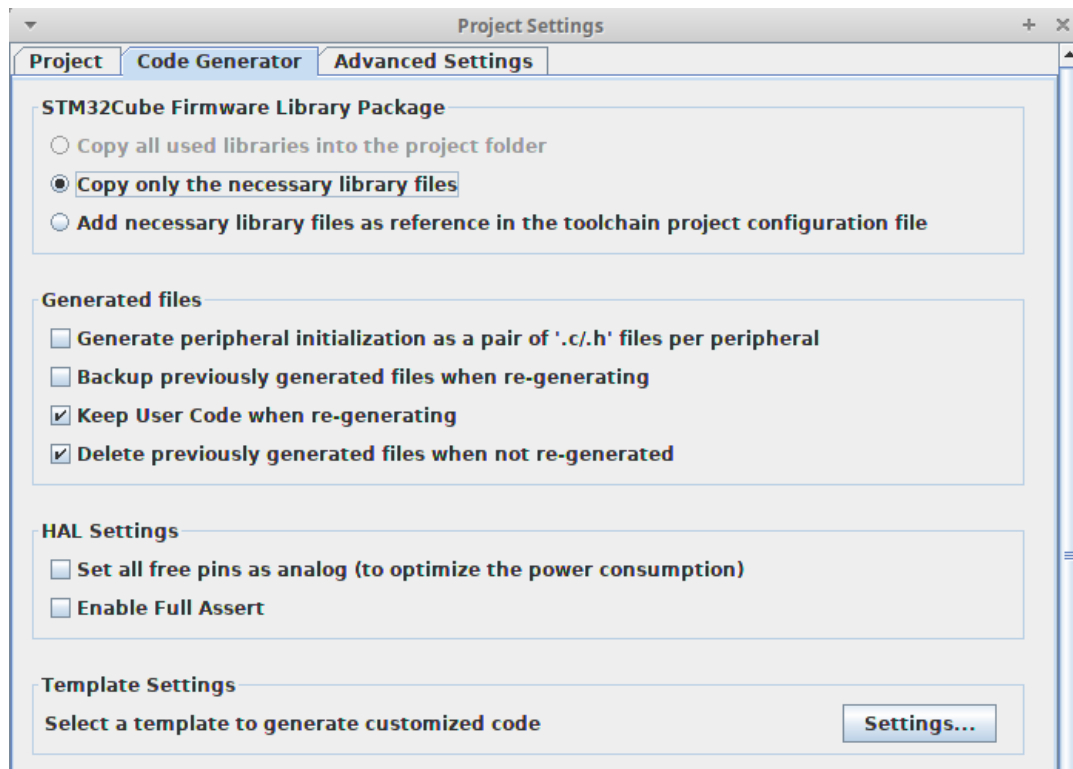 Project Settings
Project Code Generator Advanced Settings
STM32Cube Firmware Library Package
Copy all used libraries into the project folder
Copy only the necessary library files
Add necessary library files as reference in the toolchain project configuration file
Generated files
Generate peripheral initialization as a pair of '.c/.h' files per peripheral
Backup previously generated files when re-generating
Keep User Code when re-generating
Delete previously generated files when not re-generated
HAL Settings
Set all free pins as analog (to optimize the power consumption)
Enable Full Assert
Template Settings
Select a template to generate customized code Settings...